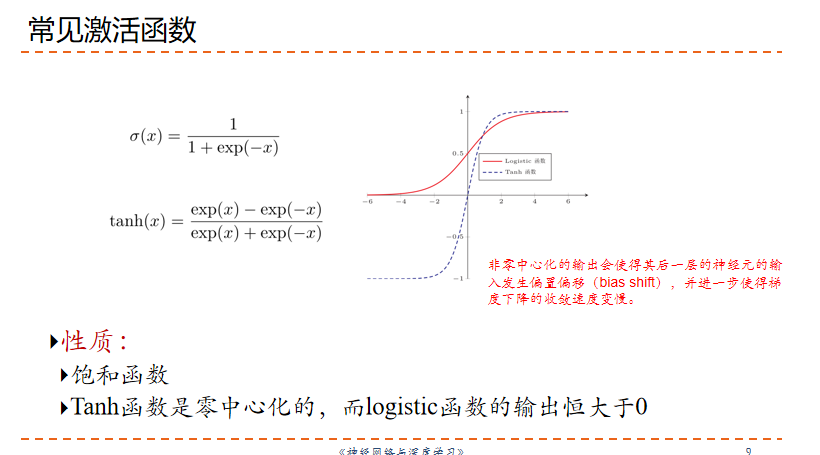 常见激活函数
σ(x) = 1 / (1 + exp(−x))
tanh(x) = (exp(x) − exp(−x)) / (exp(x) + exp(−x))
1
0.5
Logistic 函数
Tanh 函数
−6 −4 −2 2 4 6
−0.5
−1
非零中心化的输出会使得其后一层的神经元的输
入发生偏置偏移（bias shift），并进一步使得梯
度下降的收敛速度变慢。
性质：
饱和函数
Tanh函数是零中心化的，而logistic函数的输出恒大于0
《神经网络与深度学习》 9